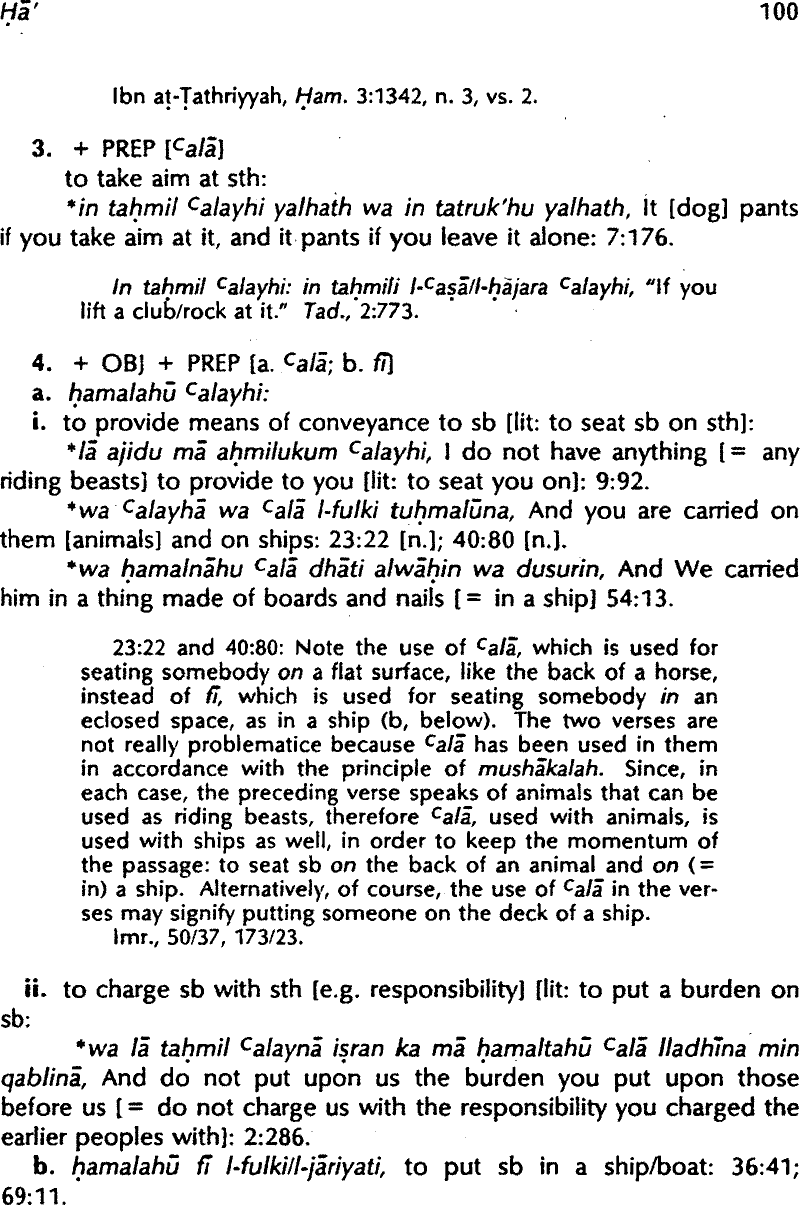 Ḥā’ 100
Ibn aṭ-Ṭathriyyah, Ḥam. 3:1342, n. 3, vs. 2.
3. + PREP [ᶜalā]
to take aim at sth:
*in taḥmil ᶜalayhi yalhath wa in tatruk'hu yalhath, It [dog] pants
if you take aim at it, and it pants if you leave it alone: 7:176.
In taḥmil ᶜalayhi: in taḥmili l-ᶜaṣā/l-ḥājara ᶜalayhi, "If you
lift a club/rock at it." Tad., 2:773.
4. + OBJ + PREP [a. ᶜalā; b. fī]
a. ḥamalahū ᶜalayhi:
i. to provide means of conveyance to sb [lit: to seat sb on sth]:
*lā ajidu mā aḥmilukum ᶜalayhi, I do not have anything [= any
riding beasts] to provide to you [lit: to seat you on]: 9:92.
*wa ᶜalayhā wa ᶜalā l-fulki tuḥmalūna, And you are carried on
them [animals] and on ships: 23:22 [n.]; 40:80 [n.].
*wa ḥamalnāhu ᶜalā dhāti alwāḥin wa dusurin, And We carried
him in a thing made of boards and nails [= in a ship] 54:13.
23:22 and 40:80: Note the use of ᶜalā, which is used for
seating somebody on a flat surface, like the back of a horse,
instead of fī, which is used for seating somebody in an
eclosed space, as in a ship (b, below). The two verses are
not really problematice because ᶜalā has been used in them
in accordance with the principle of mushākalah. Since, in
each case, the preceding verse speaks of animals that can be
used as riding beasts, therefore ᶜalā, used with animals, is
used with ships as well, in order to keep the momentum of
the passage: to seat sb on the back of an animal and on (=
in) a ship. Alternatively, of course, the use of ᶜalā in the ver-
ses may signify putting someone on the deck of a ship.
Imr., 50/37, 173/23.
ii. to charge sb with sth [e.g. responsibility] [lit: to put a burden on
sb:
*wa lā taḥmil ᶜalaynā iṣran ka mā ḥamaltahū ᶜalā lladhīna min
qablinā, And do not put upon us the burden you put upon those
before us [= do not charge us with the responsibility you charged the
earlier peoples with]: 2:286.
b. ḥamalahū fī l-fulki/l-jāriyati, to put sb in a ship/boat: 36:41;
69:11.